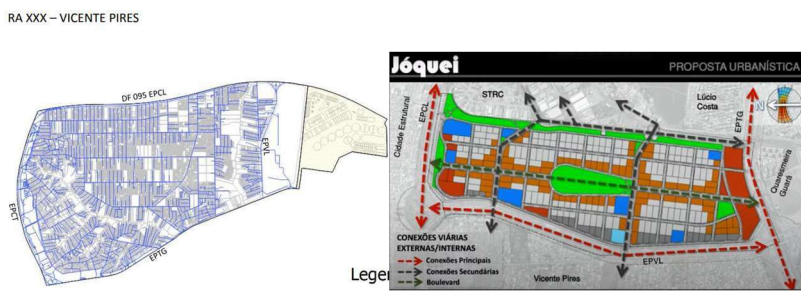 RA XXX – VICENTE PIRES
DF 095 EPCL
EPVL
EPCT
EPTG
Legen
Jóquei
PROPOSTA URBANÍSTICA
STRC
Lúcio
Costa
N
EPCL
EPTG
Cidade Estrutural
Quaresmeira
Guará
CONEXÕES VIÁRIAS
EXTERNAS/INTERNAS
Conexões Principais
Conexões Secundárias
Boulevard
EPVL
Vicente Pires